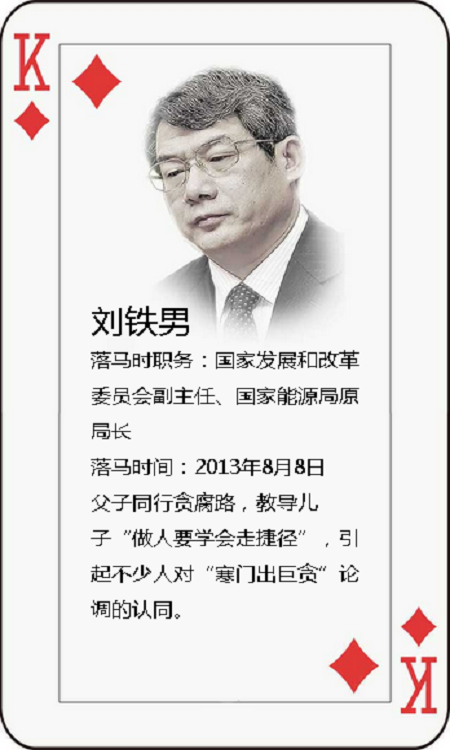 K
刘铁男
落马时职务：国家发展和改革
委员会副主任、国家能源局原
局长
落马时间：2013年8月8日
父子同行贪腐路，教导儿
子“做人要学会走捷径”，引
起不少人对“寒门出巨贪“论
调的认同。
K